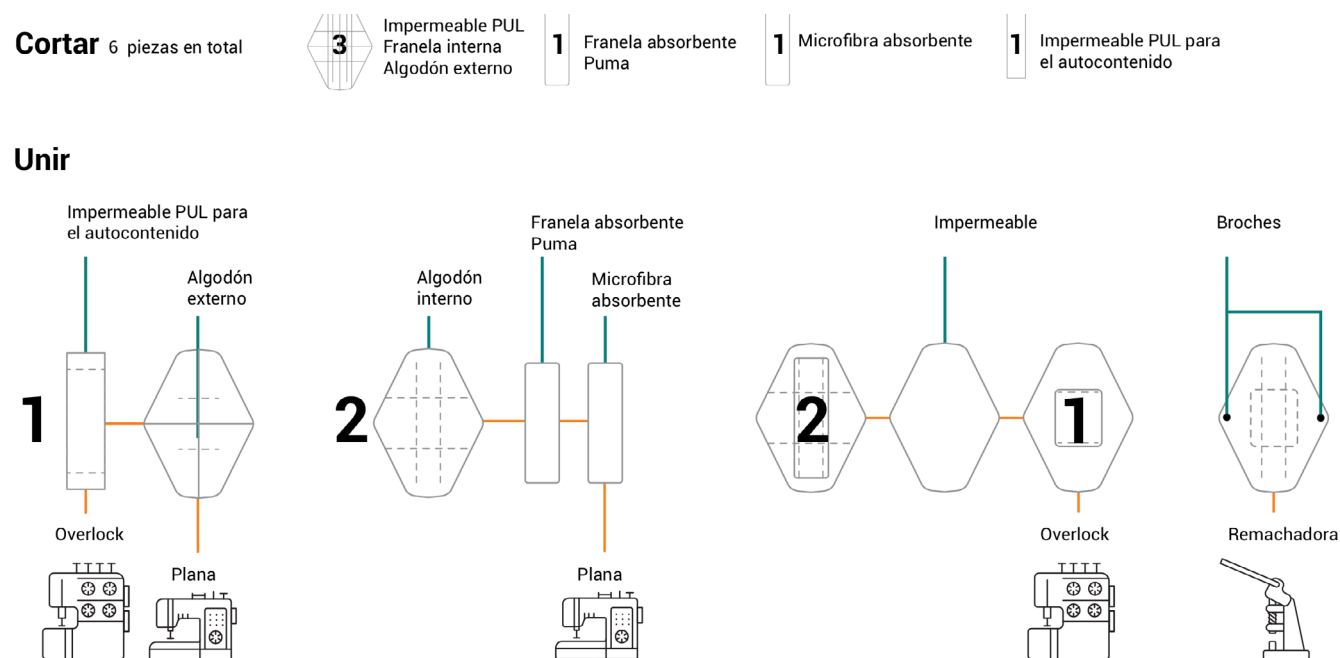 Cortar 6 piezas en total
3
Impermeable PUL
Franela interna
Algodón externo
1
Franela absorbente
Puma
1
Microfibra absorbente
1
Impermeable PUL para
el autocontenido
Unir
Impermeable PUL para
el autocontenido
Algodón
externo
1
Overlock
Plana
Algodón
interno
Franela absorbente
Puma
Microfibra
absorbente
2
Plana
Impermeable
2
1
Overlock
Broches
Remachadora